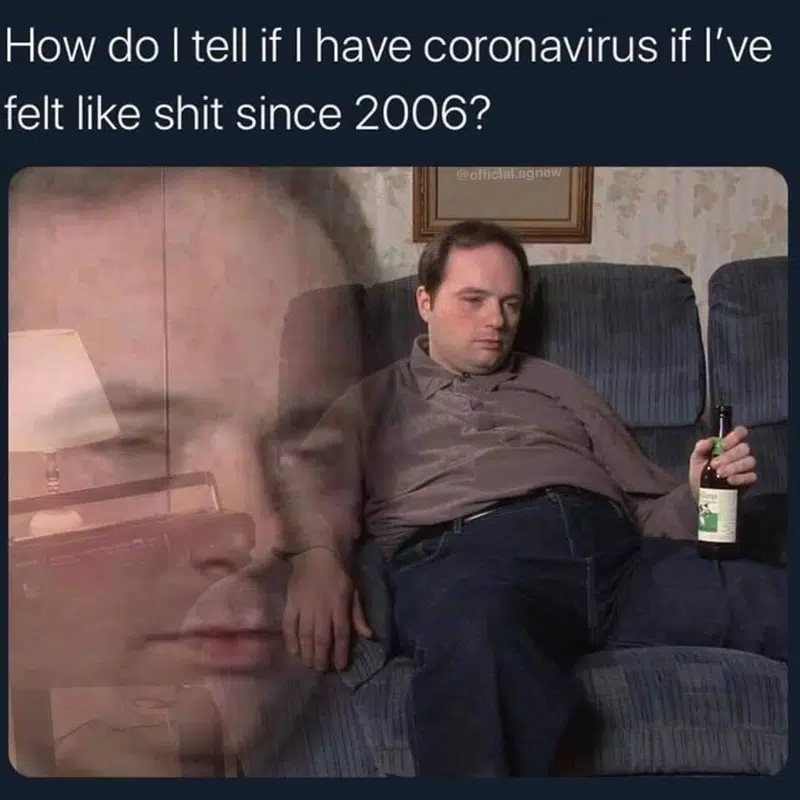 How do I tell if I have coronavirus if I've
felt like shit since 2006?
@official.agnew